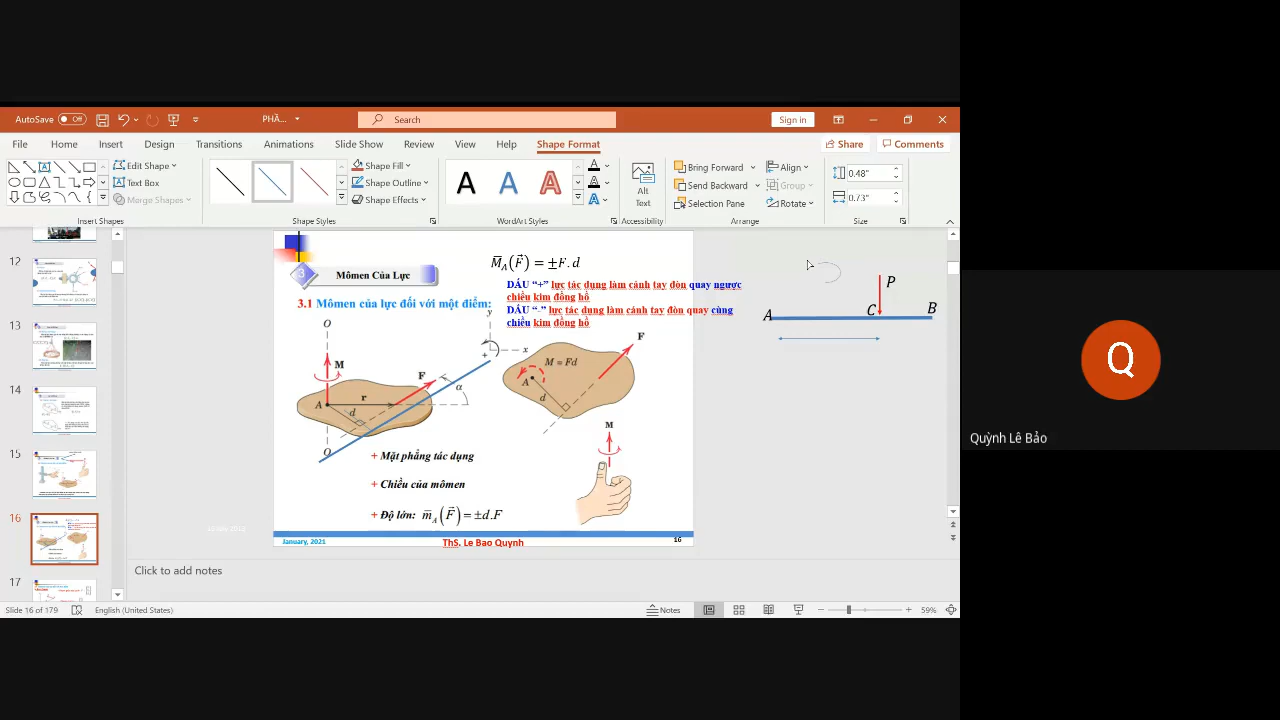 AutoSave Off
PHẦ...
Search
Sign in
File Home Insert Design Transitions Animations Slide Show Review View Help Shape Format
Share Comments
Edit Shape
Text Box
Merge Shapes
Insert Shapes
Shape Fill
Shape Outline
Shape Effects
Shape Styles
A A A
A
A
A
WordArt Styles
Alt
Text
Accessibility
Bring Forward
Send Backward
Selection Pane
Align
Group
Rotate
Arrange
0.48"
0.73"
Size
12
13
14
15
16
17
3 Mômen Của Lực
M̅_A(F⃗) = ±F.d
DẤU “+” lực tác dụng làm cánh tay đòn quay ngược
chiều kim đồng hồ
DẤU “-” lực tác dụng làm cánh tay đòn quay cùng
chiều kim đồng hồ
3.1 Mômen của lực đối với một điểm:
O
M
F
r
A
d
α
O
y
x
+
F
M = Fd
A
d
M
+ Mặt phẳng tác dụng
+ Chiều của mômen
+ Độ lớn: m̅_A(F⃗) = ±d.F
January, 2021
ThS. Le Bao Quynh
16
P
A
C
B
Click to add notes
Slide 16 of 179
English (United States)
Notes
59%
Q
Quỳnh Lê Bảo